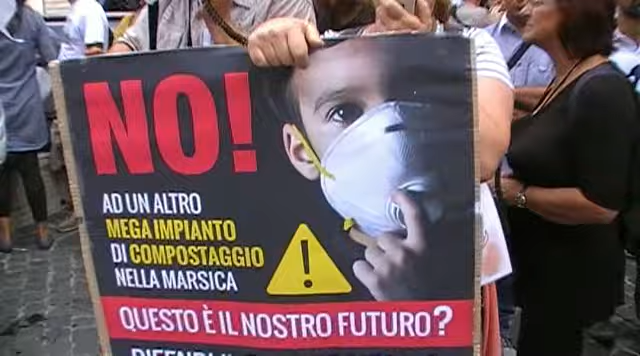 NO!
AD UN ALTRO
MEGA IMPIANTO
DI COMPOSTAGGIO
NELLA MARSICA
!
QUESTO È IL NOSTRO FUTURO?